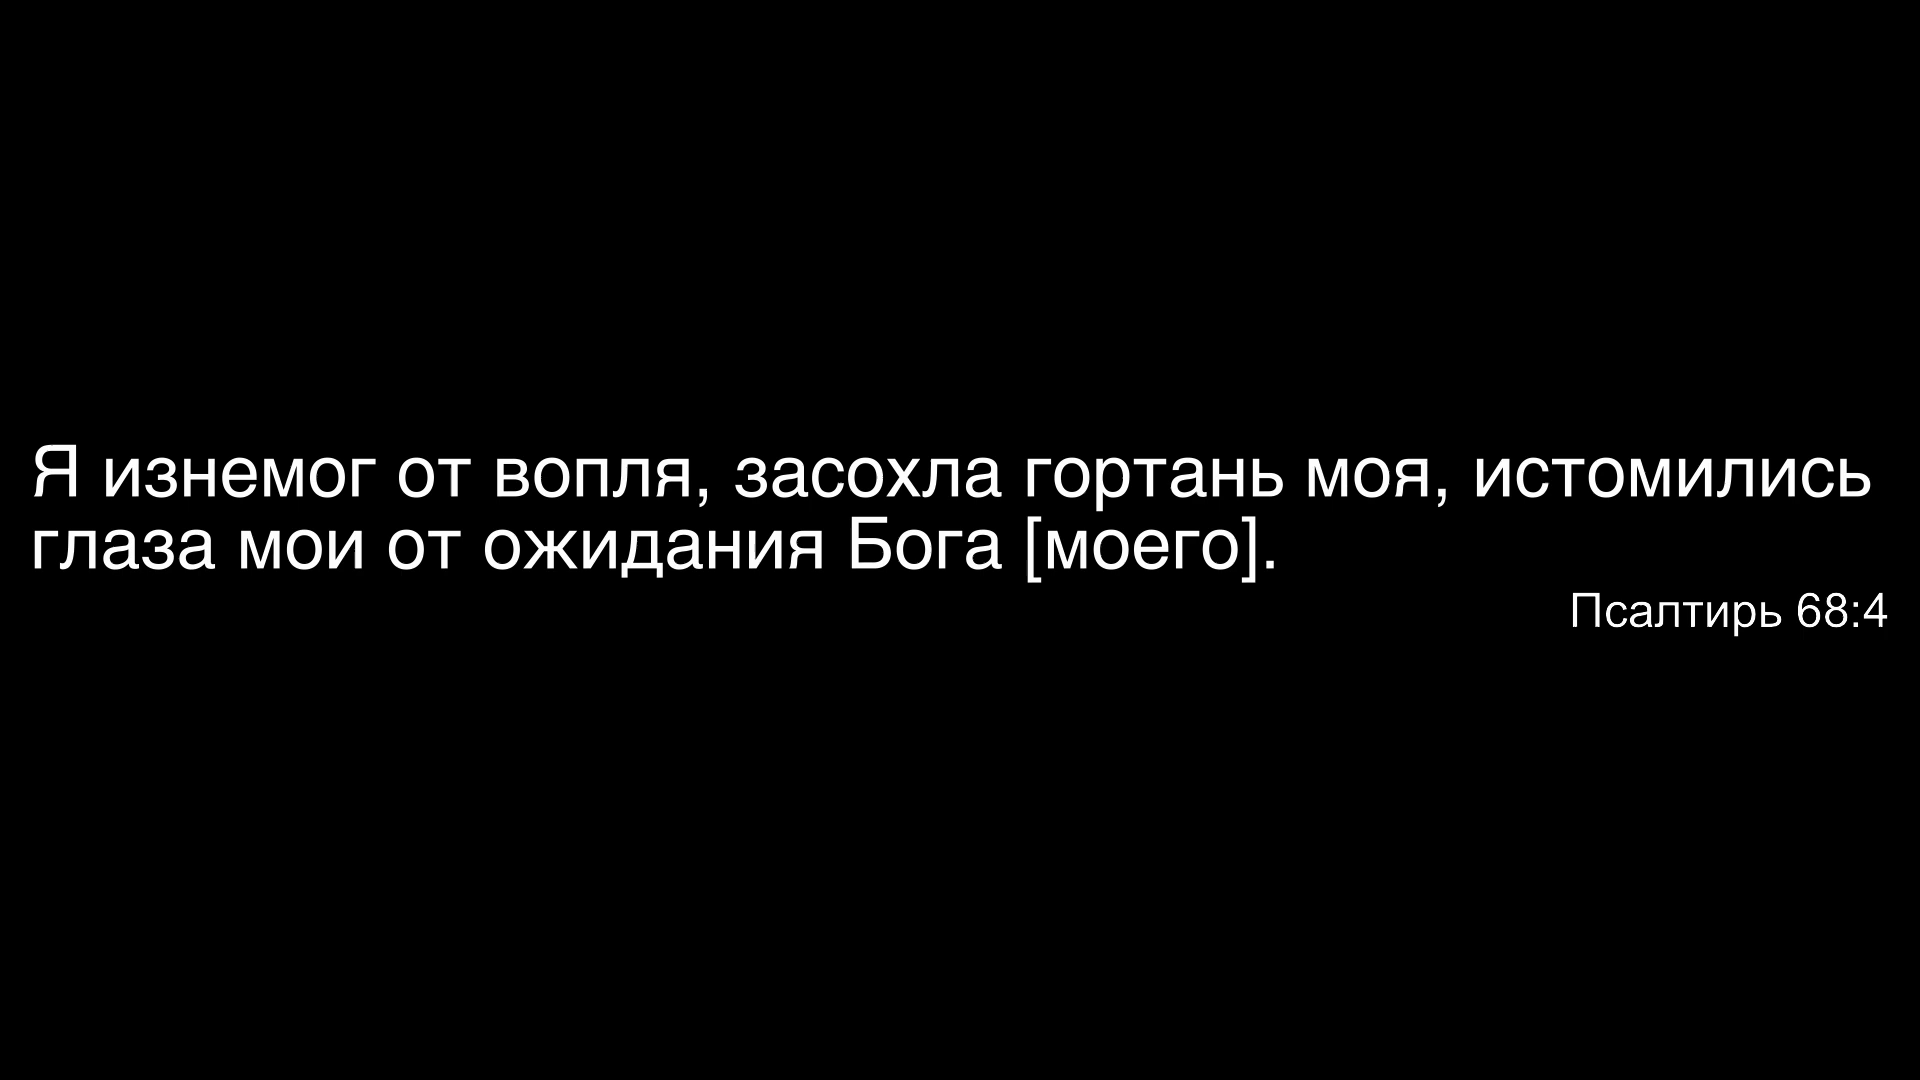 Я изнемог от вопля, засохла гортань моя, истомились
глаза мои от ожидания Бога [моего].
Псалтирь 68:4